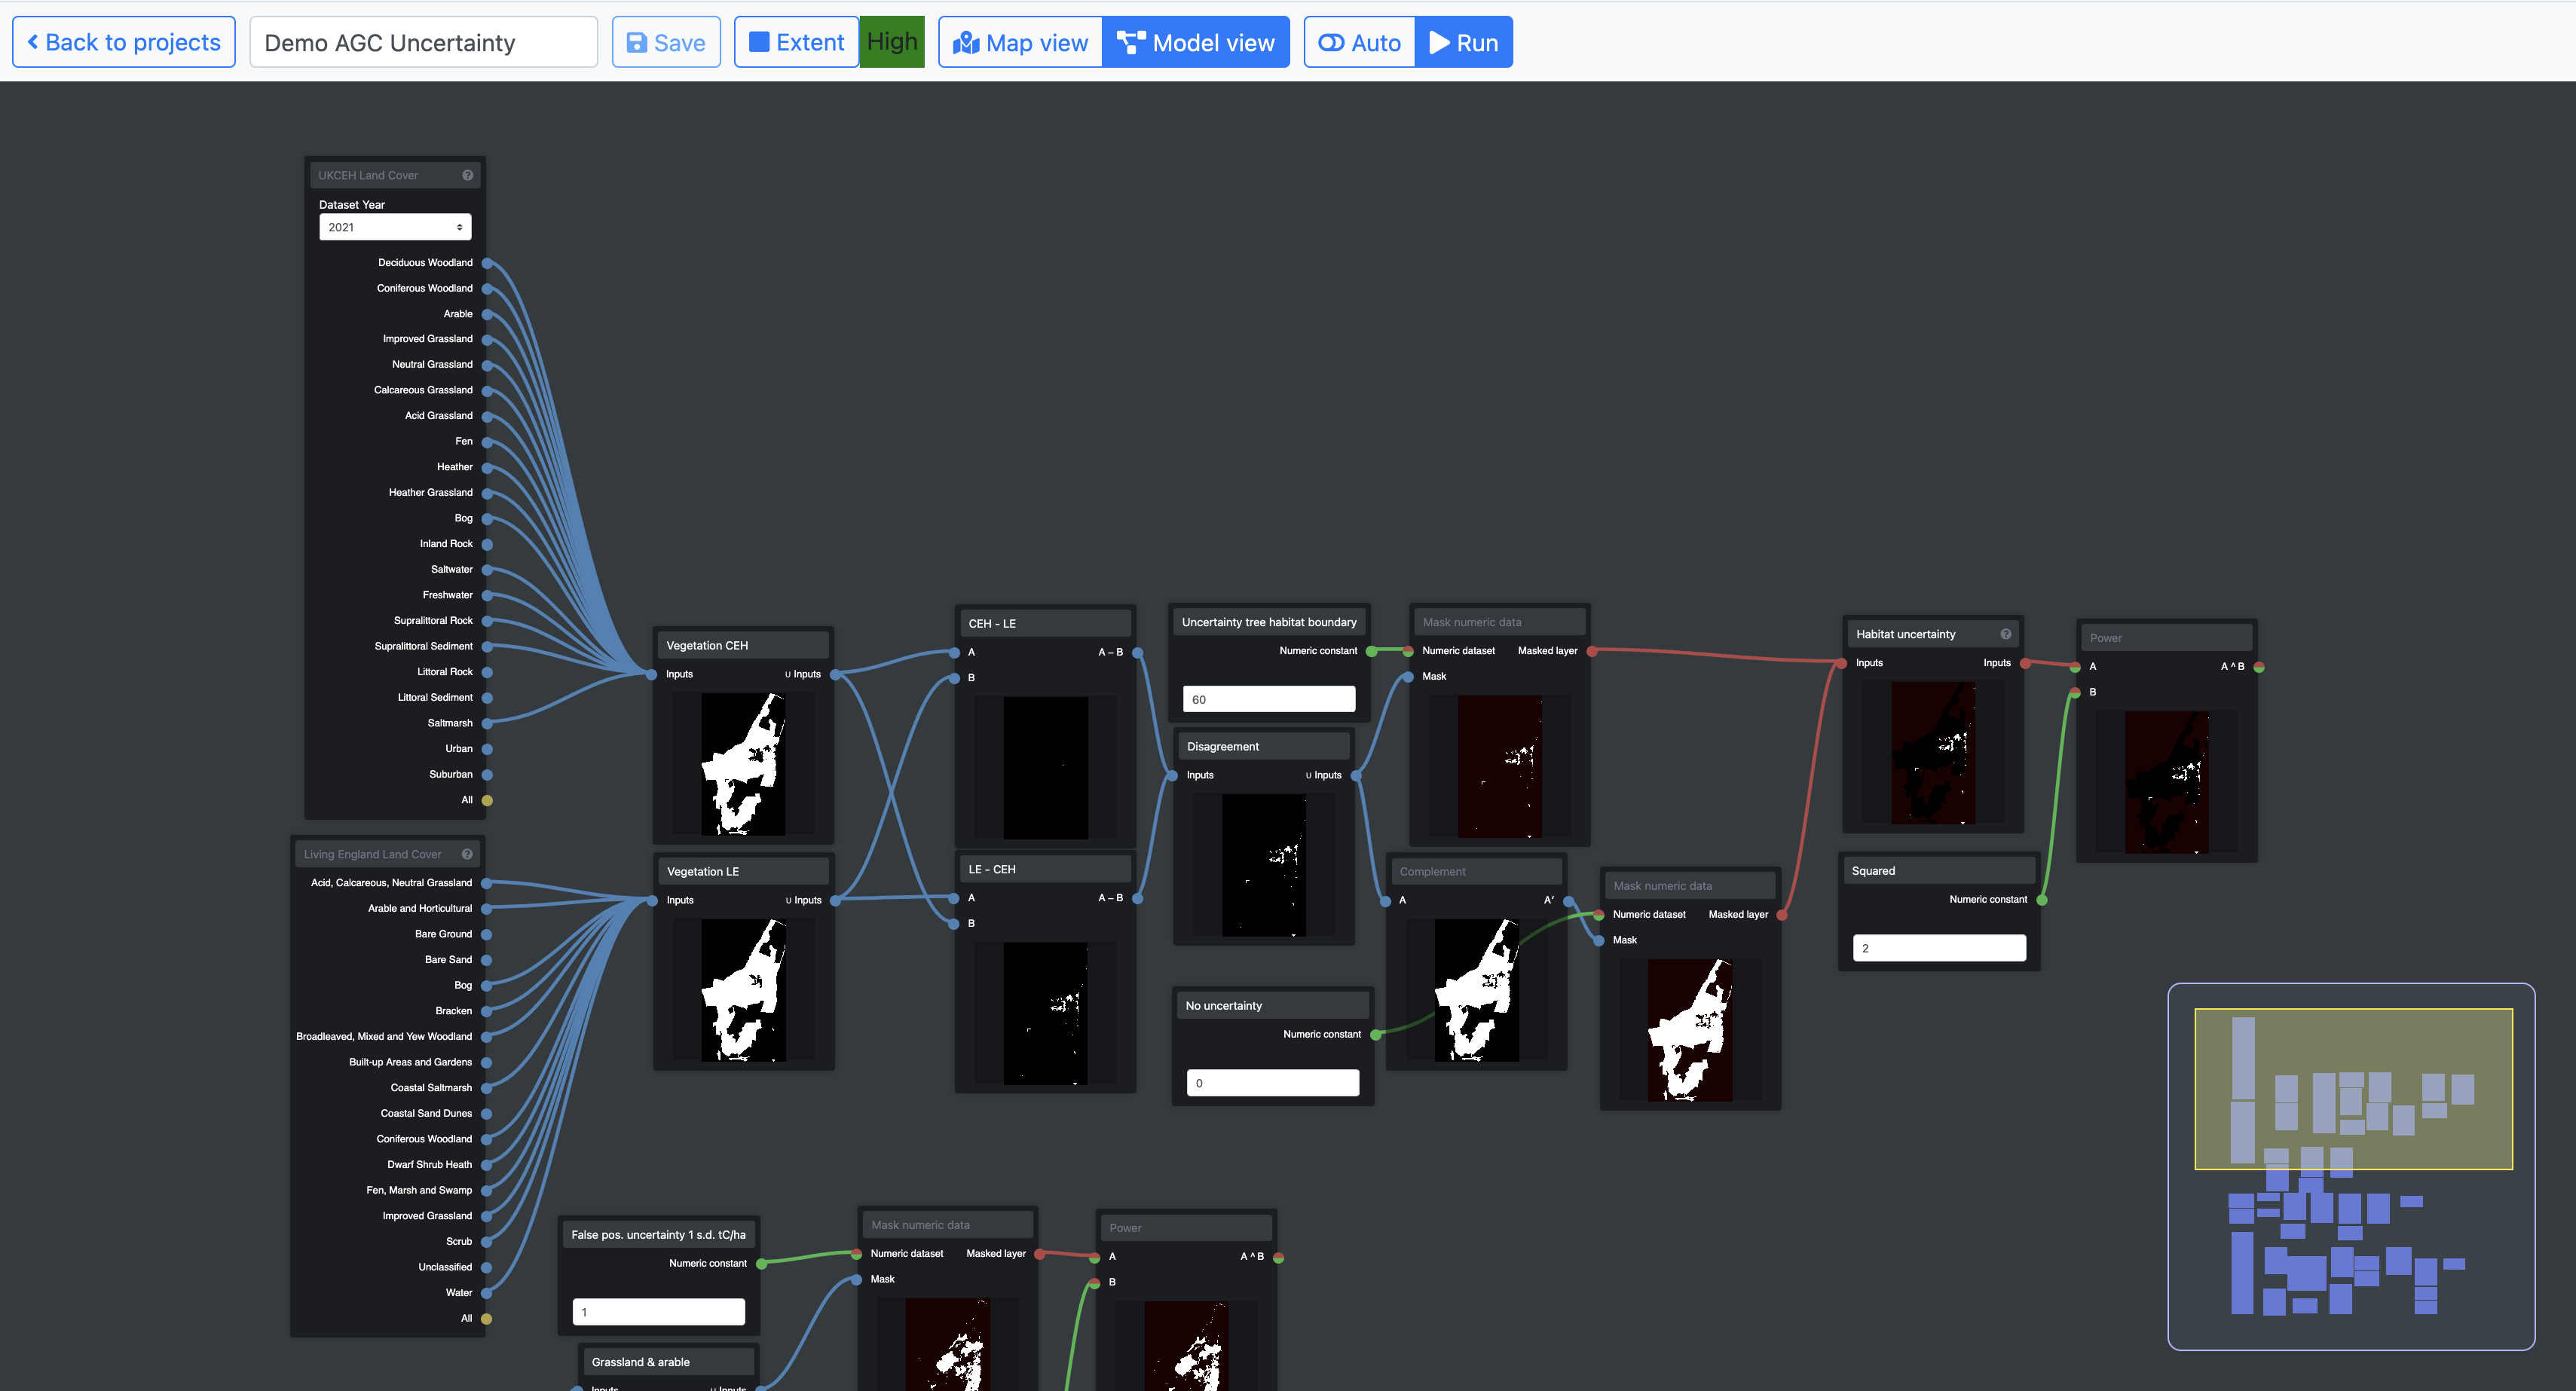 Back to projects
Demo AGC Uncertainty
Save
Extent
High
Map view
Model view
Auto
Run
UKCEH Land Cover
Dataset Year
2021
Deciduous Woodland
Coniferous Woodland
Arable
Improved Grassland
Neutral Grassland
Calcareous Grassland
Acid Grassland
Fen
Heather
Heather Grassland
Bog
Inland Rock
Saltwater
Freshwater
Supralittoral Rock
Supralittoral Sediment
Littoral Rock
Littoral Sediment
Saltmarsh
Urban
Suburban
All
Living England Land Cover
Acid, Calcareous, Neutral Grassland
Arable and Horticultural
Bare Ground
Bare Sand
Bog
Bracken
Broadleaved, Mixed and Yew Woodland
Built-up Areas and Gardens
Coastal Saltmarsh
Coastal Sand Dunes
Coniferous Woodland
Dwarf Shrub Heath
Fen, Marsh and Swamp
Improved Grassland
Scrub
Unclassified
Water
All
Vegetation CEH
Inputs
∪ Inputs
Vegetation LE
Inputs
∪ Inputs
CEH - LE
A
A – B
B
LE - CEH
A
A – B
B
Uncertainty tree habitat boundary
Numeric constant
60
Disagreement
Inputs
∪ Inputs
No uncertainty
Numeric constant
0
Mask numeric data
Numeric dataset
Masked layer
Mask
Complement
A
A′
Mask numeric data
Numeric dataset
Masked layer
Mask
Habitat uncertainty
Inputs
Inputs
Squared
Numeric constant
2
Power
A
A ^ B
B
False pos. uncertainty 1 s.d. tC/ha
Numeric constant
1
Grassland & arable
Inputs
∪ Inputs
Mask numeric data
Numeric dataset
Masked layer
Mask
Power
A
A ^ B
B